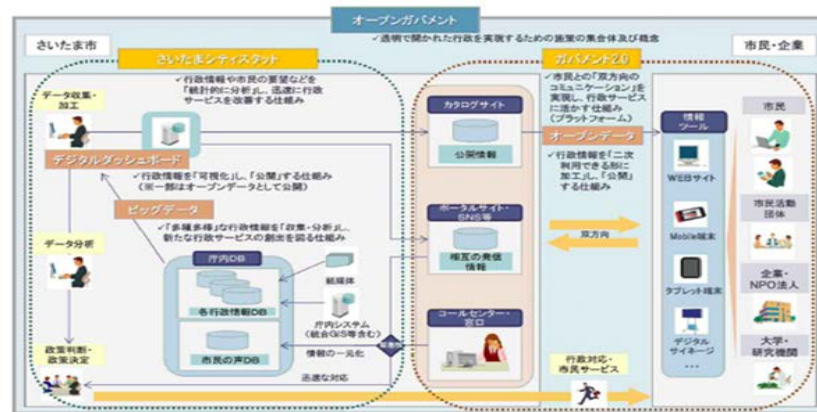 オープンガバメント
✓透明で開かれた行政を実現するための施策の集合体及び概念
さいたま市
さいたまシティスタット
ガバメント2.0
市民・企業
✓行政情報や市民の要望などを
「統計的に分析」し、迅速に行政
サービスを改善する仕組み
✓市民との「双方向の
コミュニケーション」を
実現し、行政サービス
に活かす仕組み
(プラットフォーム)
データ収集・
加工
カタログサイト
公開情報
オープンデータ
✓行政情報を「二次
利用できる形に
加工」し、「公開」
する仕組み
情報
ツール
WEBサイト
Mobile端末
タブレット端末
デジタル
サイネージ
…
市民
市民活動
団体
企業・
NPO法人
大学・
研究機関
デジタルダッシュボード
✓行政情報を「可視化」し、「公開」する仕組み
(※一部はオープンデータとして公開)
ビッグデータ
✓「多種多様」な行政情報を「収集・分析」し、
新たな行政サービスの創出を図る仕組み
データ分析
ポータルサイト・
SNS等
相互の発信
情報
双方向
庁内DB
各行政情報DB
市民の声DB
紙媒体
庁内システム
(統合GIS等含む)
情報の一元化
迅速な対応
コールセンター・
窓口
政策判断・
政策決定
行政対応・
市民サービス